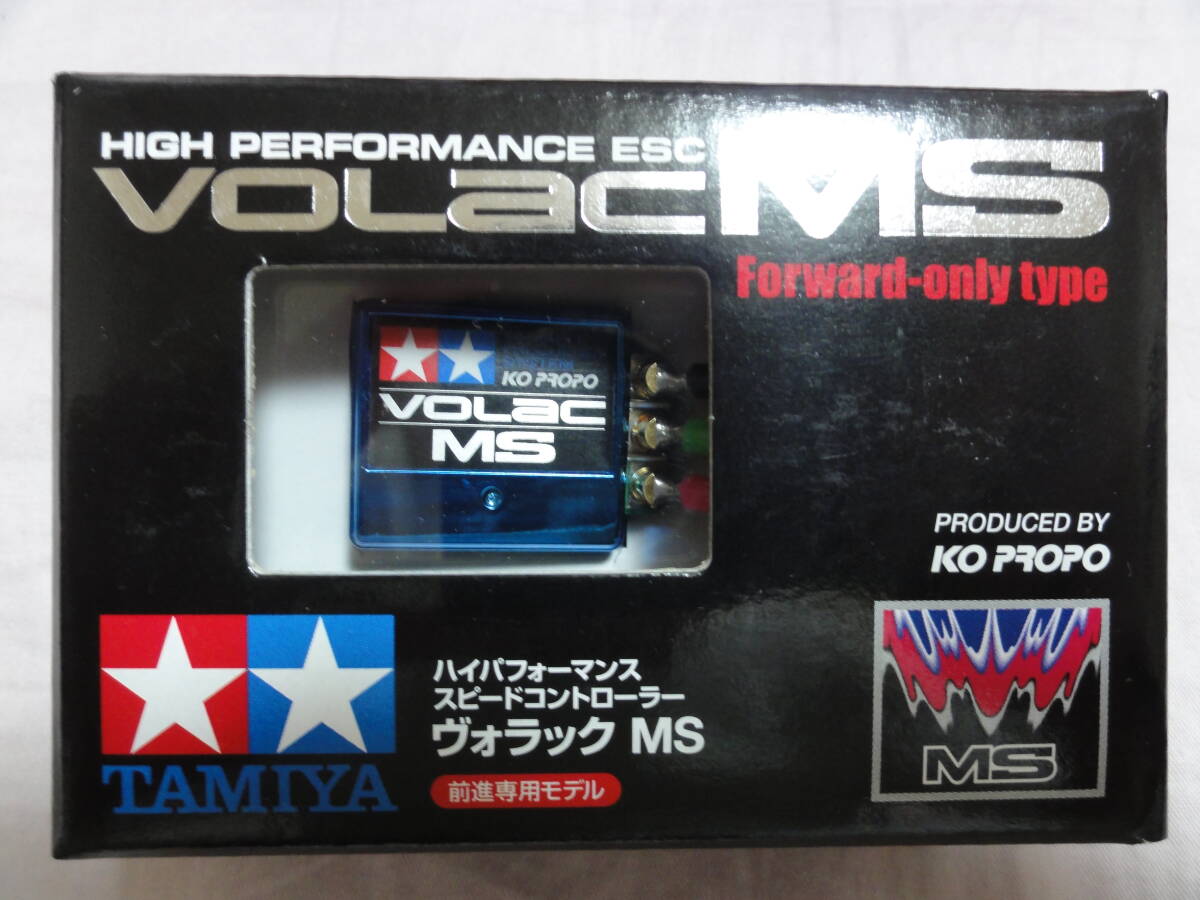 HIGH PERFORMANCE ESC
VOLac MS
Forward-only type
KO PROPO
VOLac
MS
PRODUCED BY
KO PROPO
TAMIYA
ハイパフォーマンス
スピードコントローラー
ヴォラック MS
前進専用モデル
MS